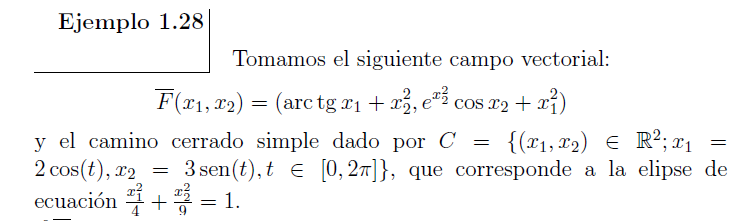 Ejemplo 1.28
Tomamos el siguiente campo vectorial:
F̅(x₁, x₂) = (arc tg x₁ + x₂², e^{x₂²} cos x₂ + x₁²)
y el camino cerrado simple dado por C = {(x₁, x₂) ∈ ℝ²; x₁ =
2 cos(t), x₂ = 3 sen(t), t ∈ [0, 2π]}, que corresponde a la elipse de
ecuación x₁²/4 + x₂²/9 = 1.